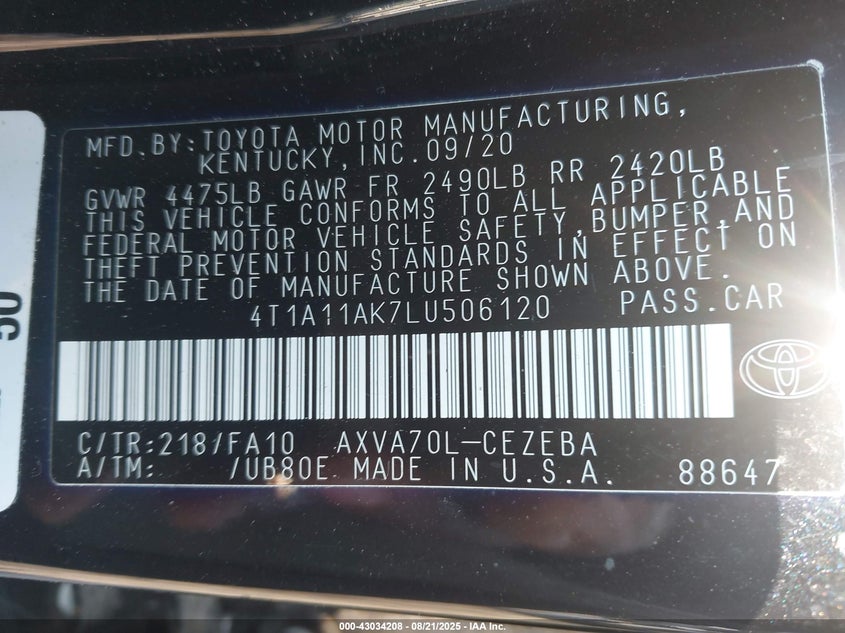 MFD.BY:TOYOTA MOTOR MANUFACTURING,
KENTUCKY,INC.09/20
GVWR 4475LB GAWR FR 2490LB RR 2420LB
THIS VEHICLE CONFORMS TO ALL APPLICABLE
FEDERAL MOTOR VEHICLE SAFETY,BUMPER,AND
THEFT PREVENTION STANDARDS IN EFFECT ON
THE DATE OF MANUFACTURE SHOWN ABOVE.
4T1A11AK7LU506120 PASS.CAR
C/TR:218/FA10 AXVA70L-CEZEBA
A/TM: /UB80E MADE IN U.S.A. 88647
000-43034208 - 08/21/2025 - IAA Inc.